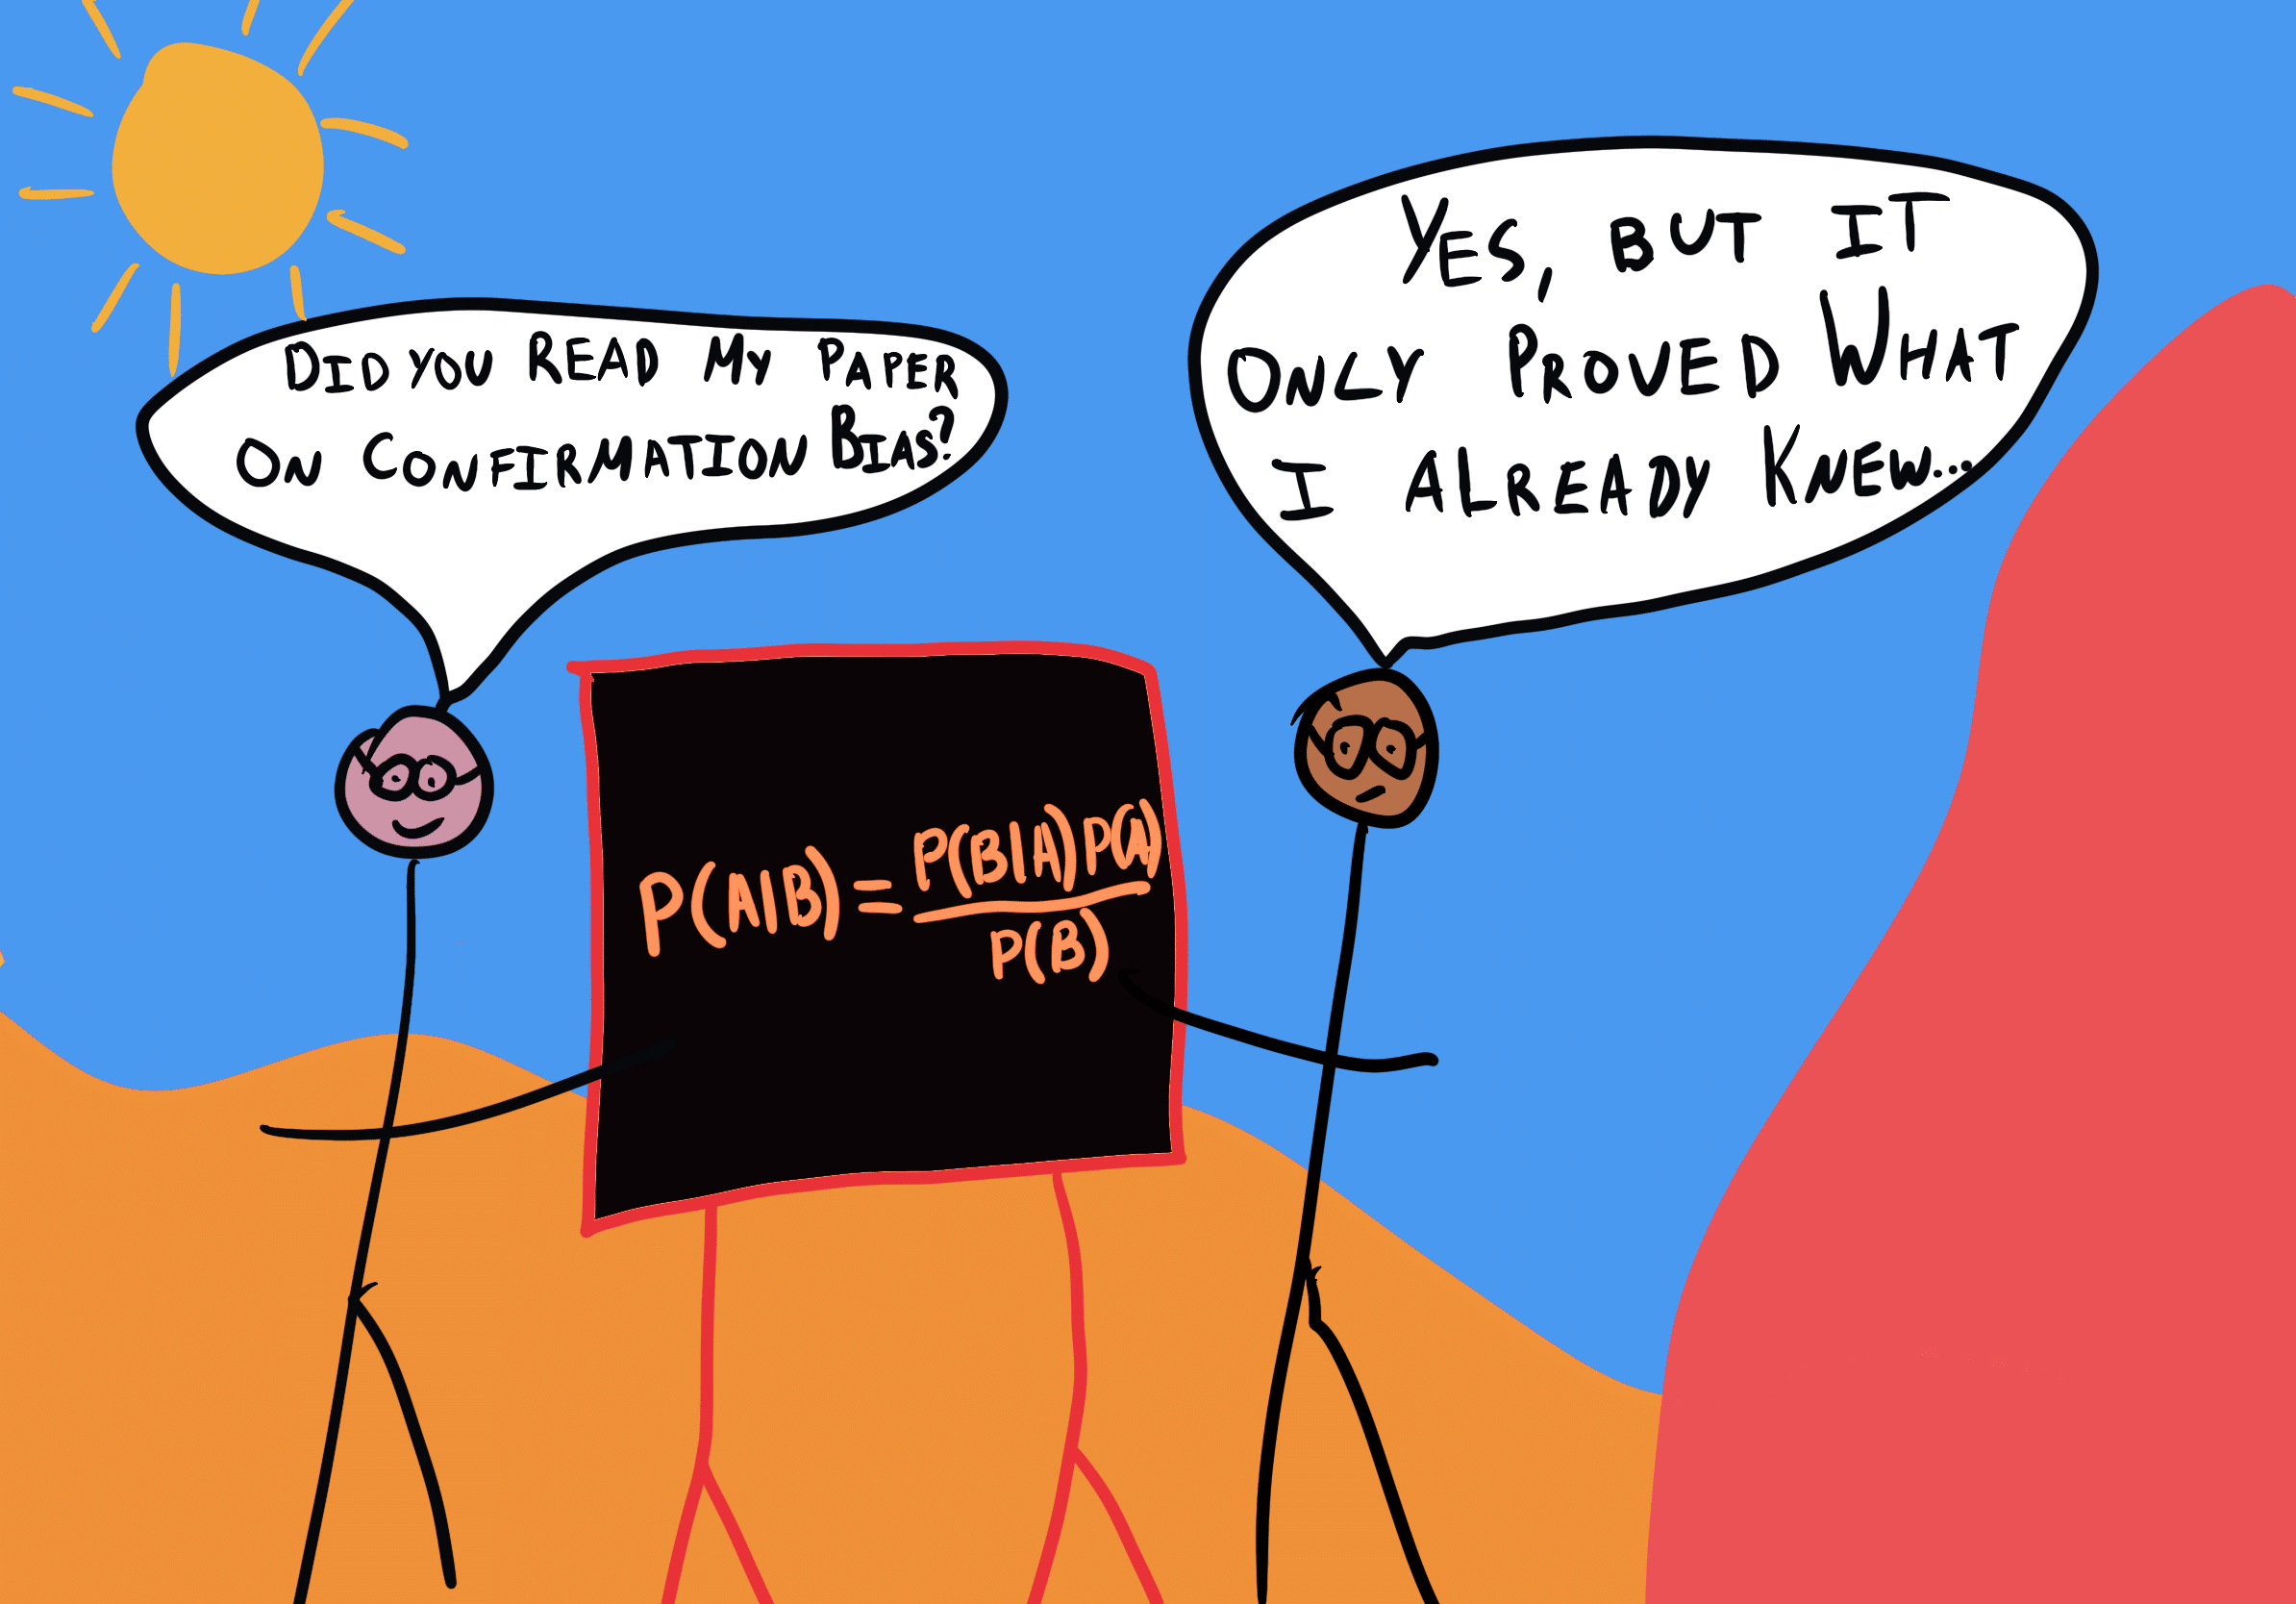 DID YOU READ MY PAPER
ON CONFIRMATION BIAS?
YES, BUT IT
ONLY PROVED WHAT
I ALREADY KNEW...
P(A|B) = P(B|A) P(A)
P(B)